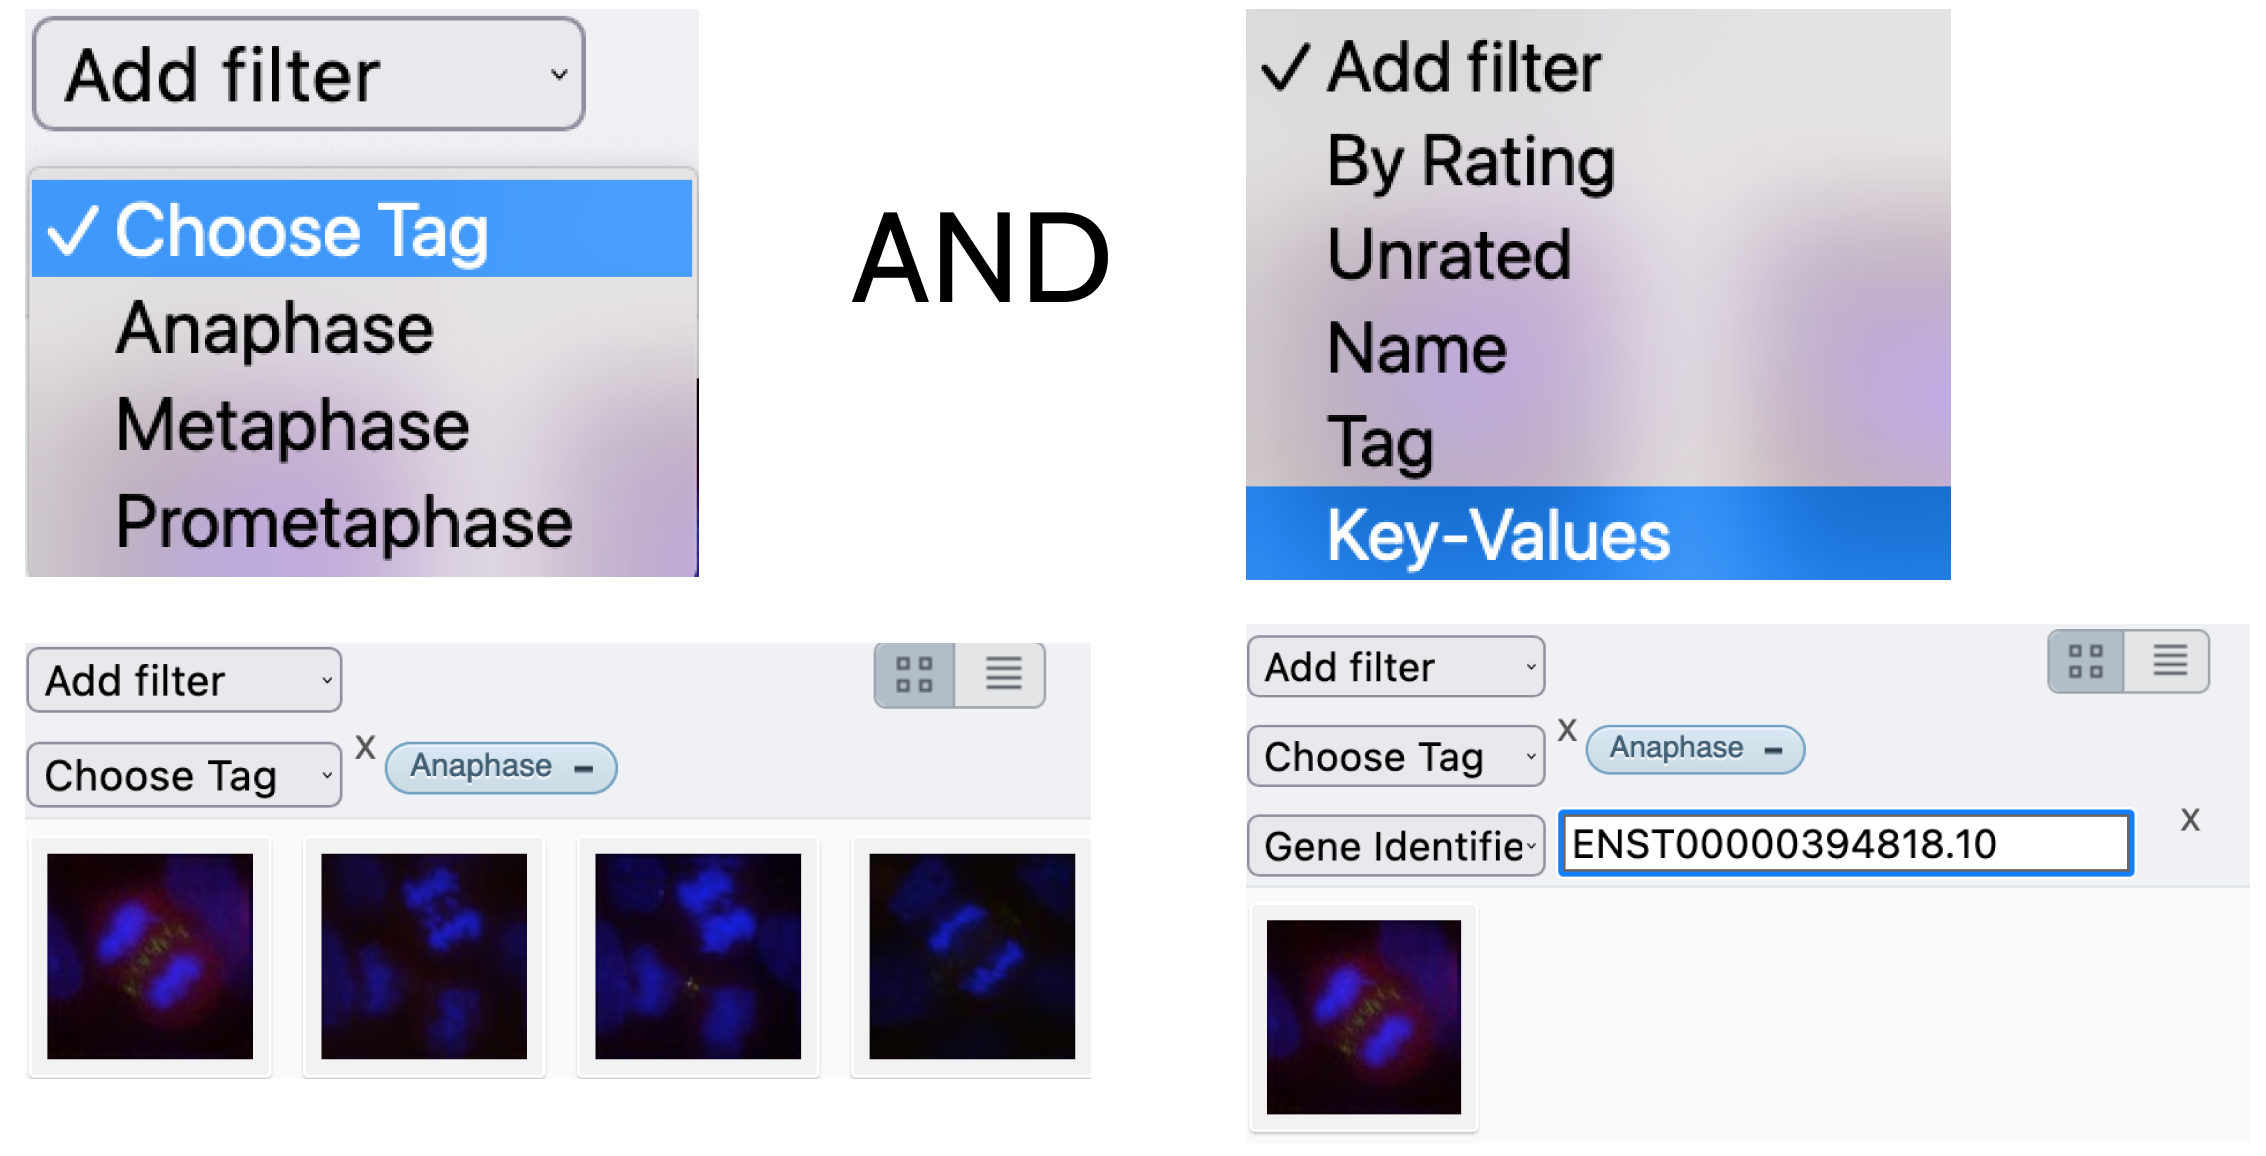 Add filter
✓ Choose Tag
Anaphase
Metaphase
Prometaphase
AND
✓ Add filter
By Rating
Unrated
Name
Tag
Key-Values
Add filter
Choose Tag X Anaphase –
Add filter
Choose Tag X Anaphase –
Gene Identifie ENST00000394818.10 X